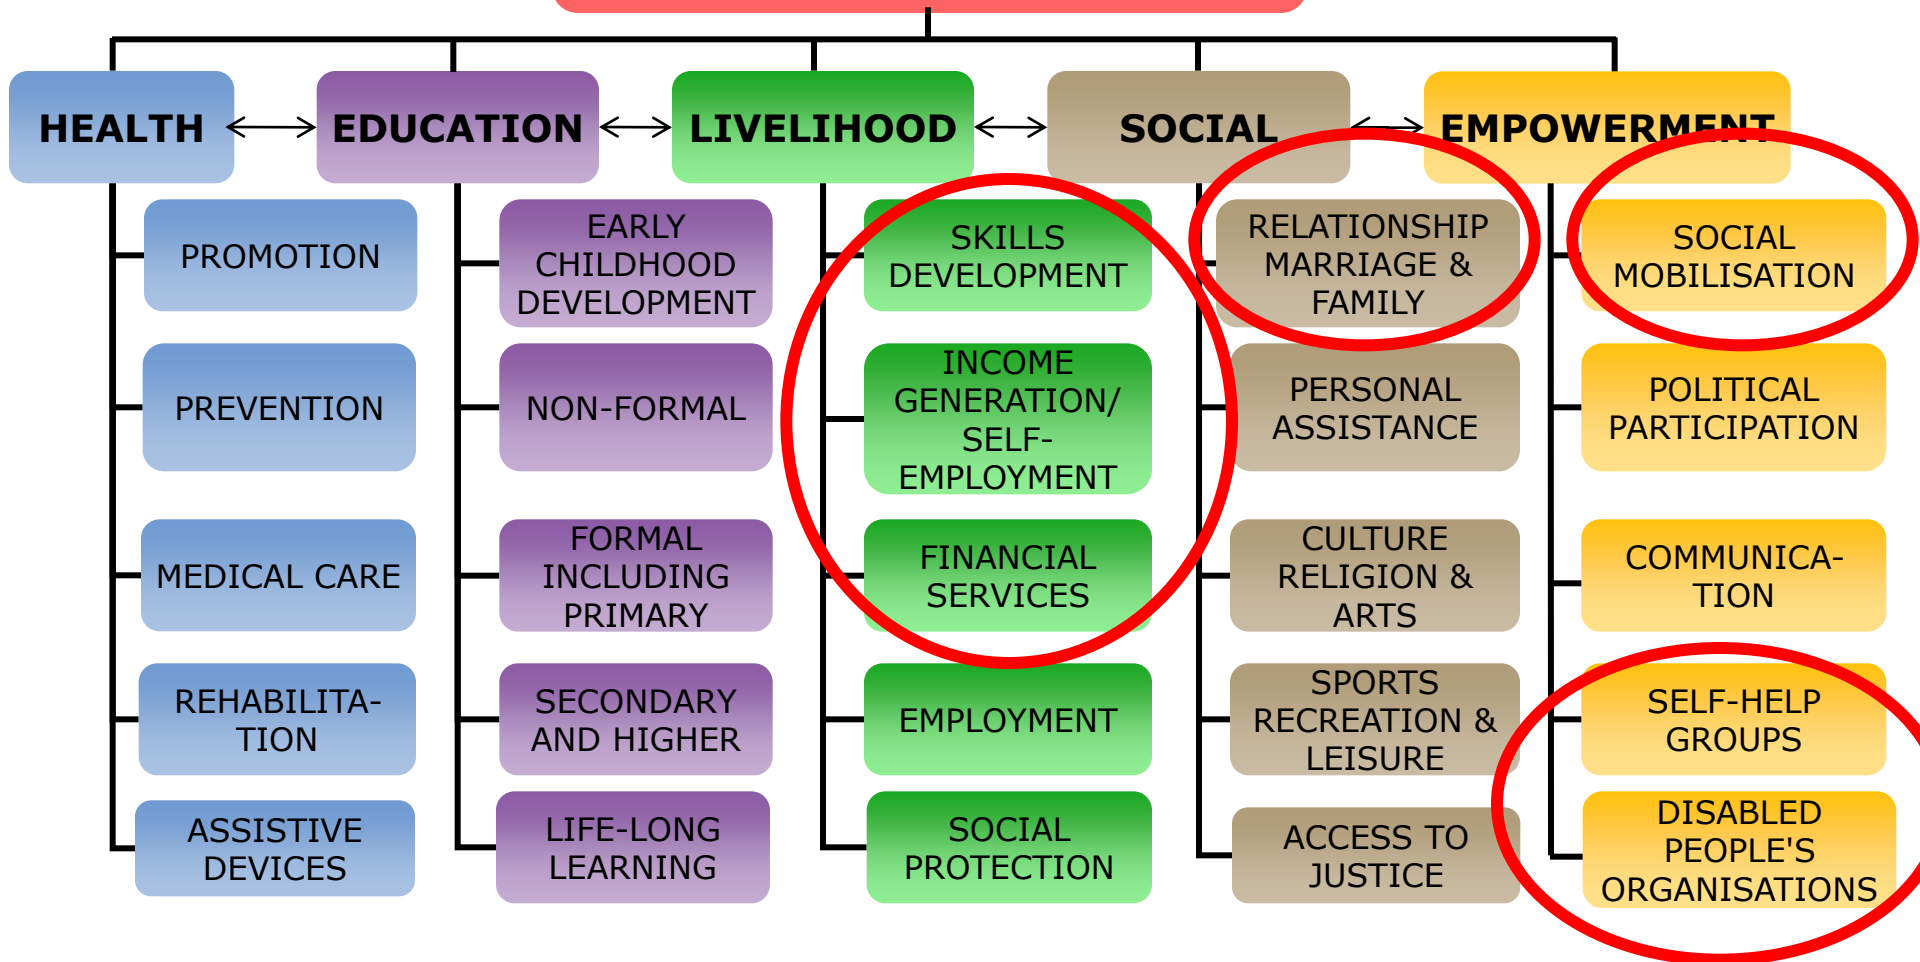 HEALTH
EDUCATION
LIVELIHOOD
SOCIAL
EMPOWERMENT
PROMOTION
PREVENTION
MEDICAL CARE
REHABILITA-
TION
ASSISTIVE
DEVICES
EARLY
CHILDHOOD
DEVELOPMENT
NON-FORMAL
FORMAL
INCLUDING
PRIMARY
SECONDARY
AND HIGHER
LIFE-LONG
LEARNING
SKILLS
DEVELOPMENT
INCOME
GENERATION/
SELF-
EMPLOYMENT
FINANCIAL
SERVICES
EMPLOYMENT
SOCIAL
PROTECTION
RELATIONSHIP
MARRIAGE &
FAMILY
PERSONAL
ASSISTANCE
CULTURE
RELIGION &
ARTS
SPORTS
RECREATION &
LEISURE
ACCESS TO
JUSTICE
SOCIAL
MOBILISATION
POLITICAL
PARTICIPATION
COMMUNICA-
TION
SELF-HELP
GROUPS
DISABLED
PEOPLE'S
ORGANISATIONS